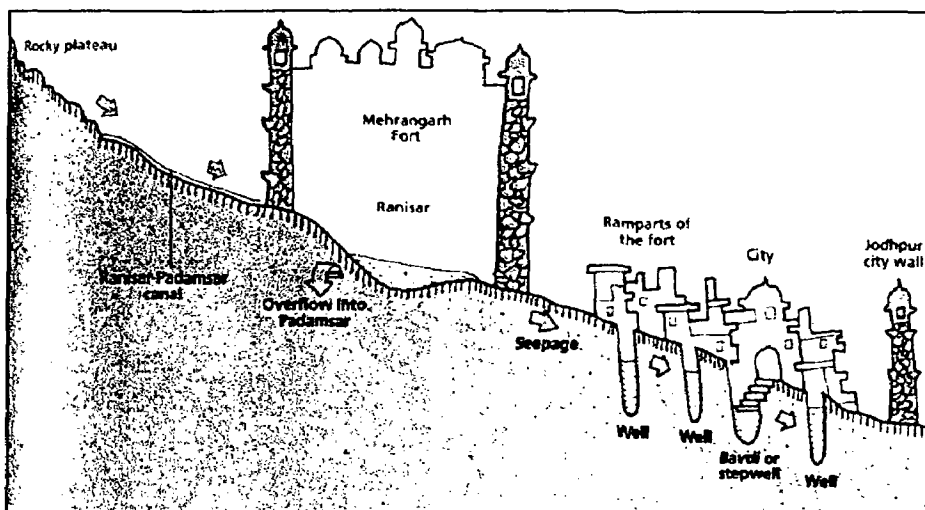 Rocky plateau
Mehrangarh
Fort
Ranisar
Ramparts of
the fort
City
Jodhpur
city wall
Ranisar-Padamsar
canal
Overflow into
Padamsar
Seepage
Well
Well
Bavdi or
stepwell
Well